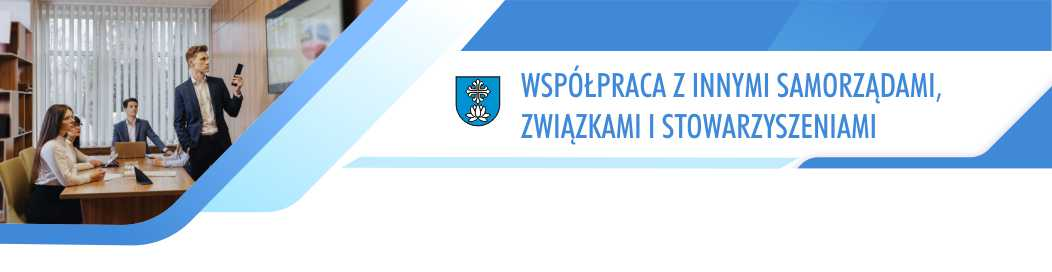 WSPÓŁPRACA Z INNYMI SAMORZĄDAMI,
ZWIĄZKAMI I STOWARZYSZENIAMI